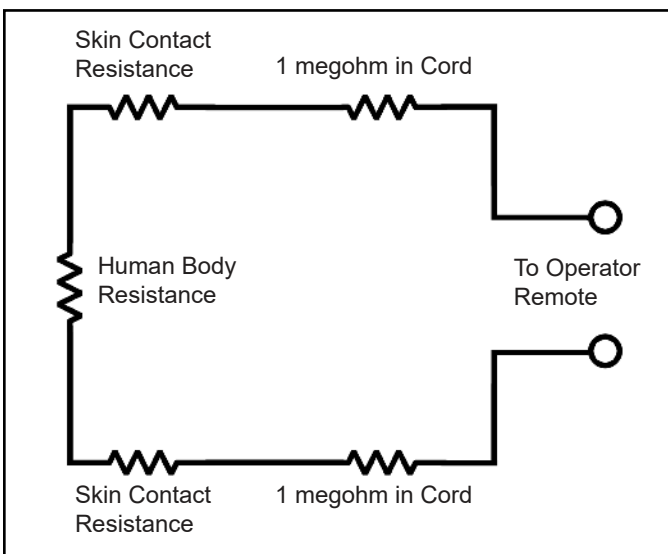 Skin Contact
Resistance
1 megohm in Cord
Human Body
Resistance
To Operator
Remote
Skin Contact
Resistance
1 megohm in Cord